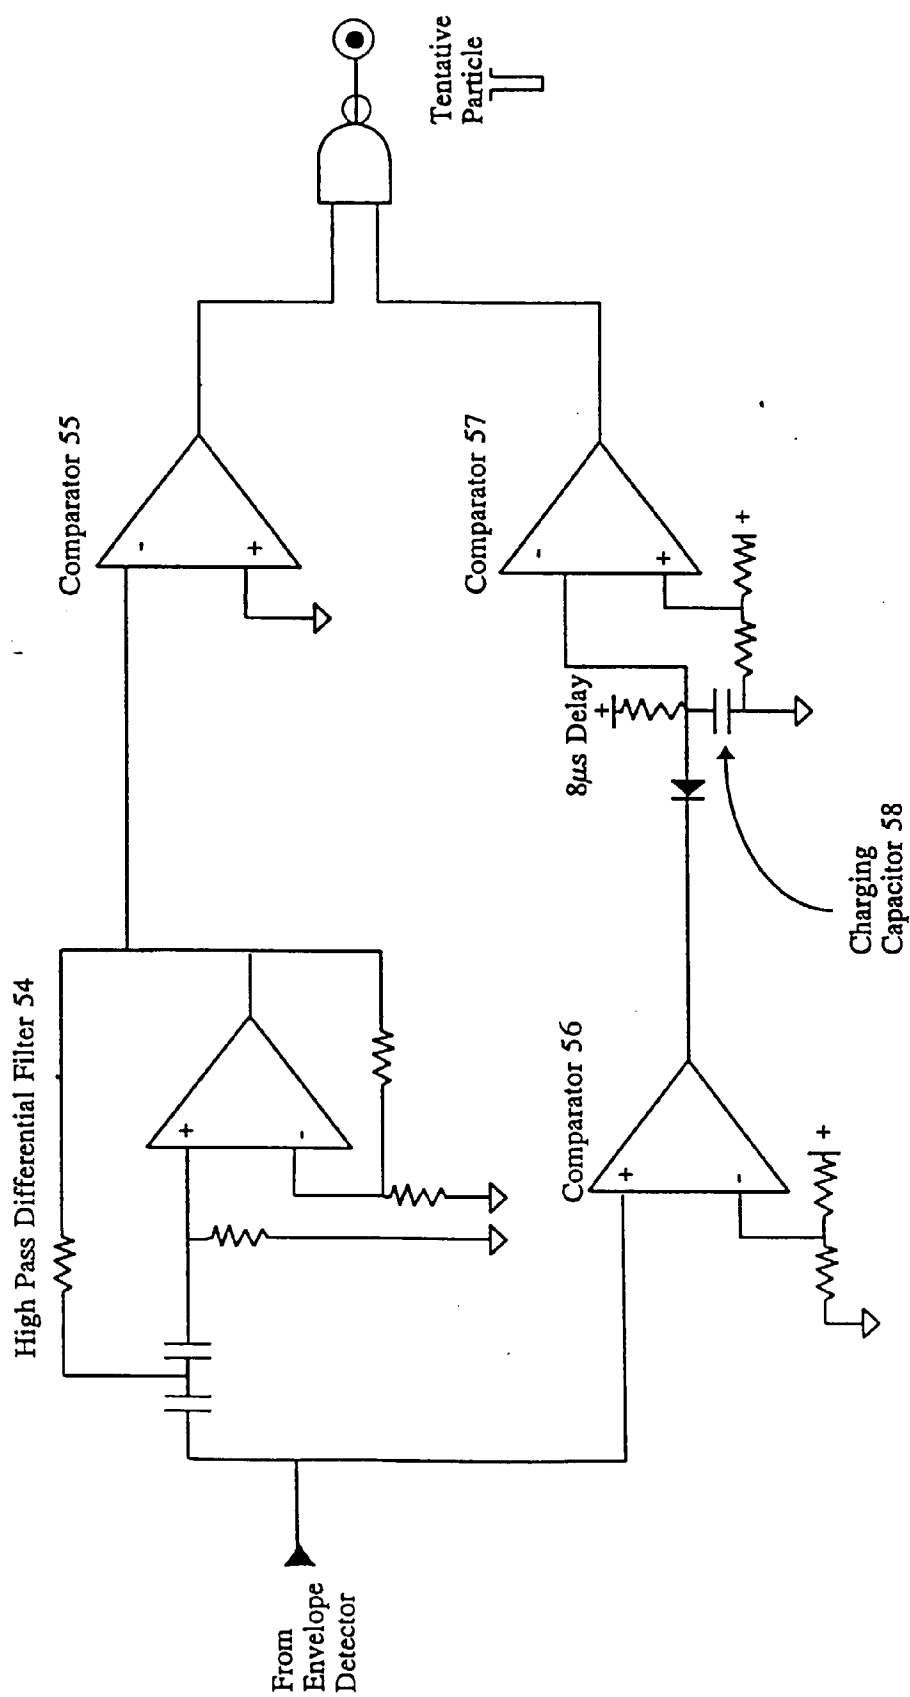 High Pass Differential Filter 54
Comparator 55
+
-
-
+
From
Envelope
Detector
Comparator 56
+
-
+
8μs Delay
+
Comparator 57
-
+
+
Charging
Capacitor 58
Tentative
Particle